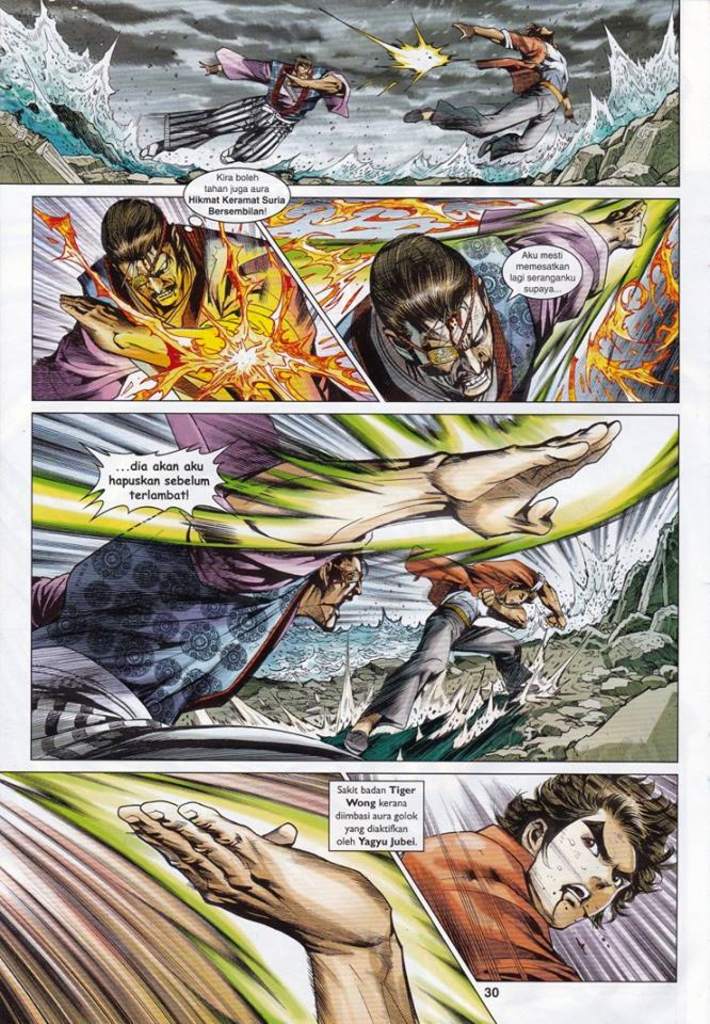 Kira boleh
tahan juga aura
Hikmat Keramat Suria
Bersembilan!
Aku mesti
memesatkan
lagi seranganku
supaya...
...dia akan aku
hapuskan sebelum
terlambat!
Sakit badan Tiger
Wong kerana
diimbasi aura golok
yang diaktifkan
oleh Yagyu Jubei.
30